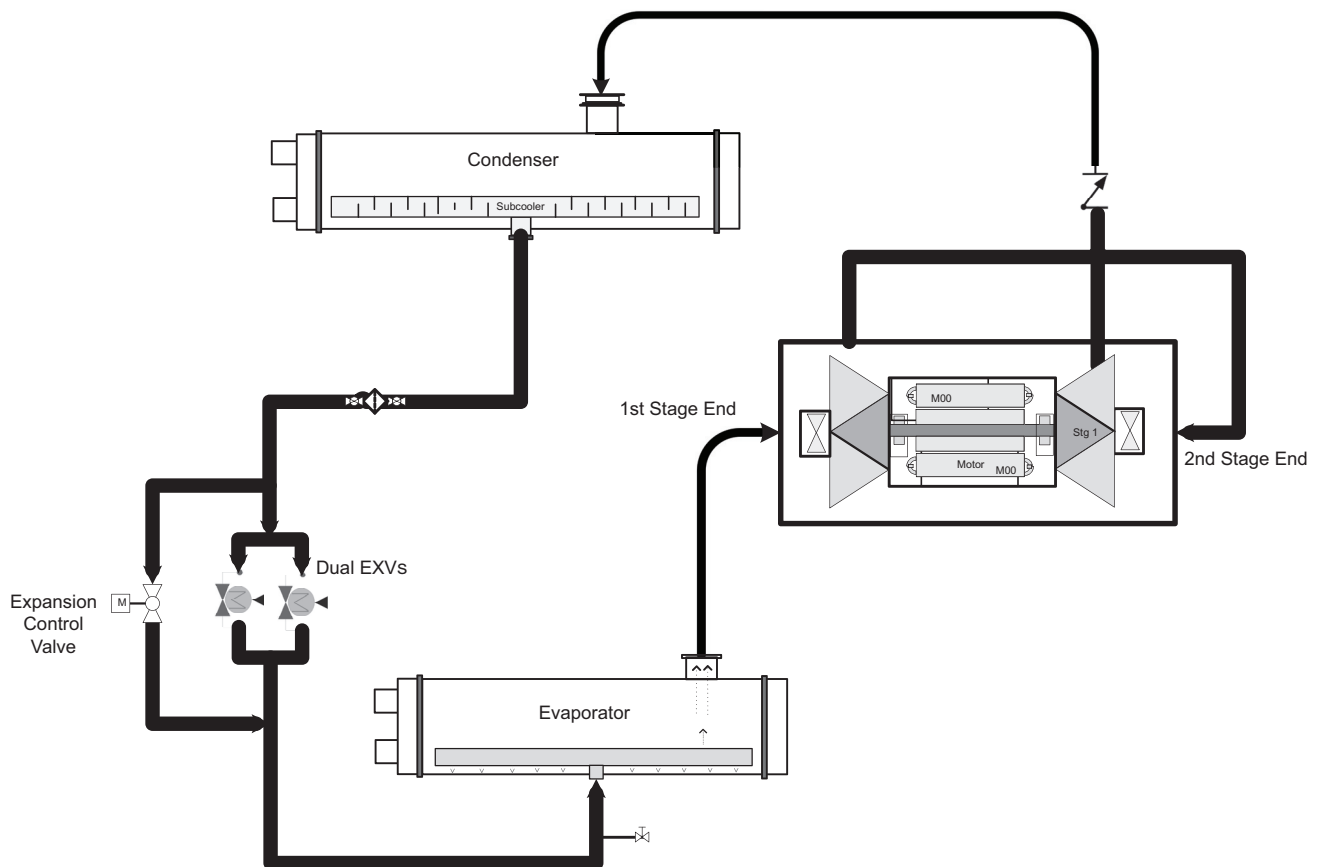 Condenser
Subcooler
1st Stage End
M00
Stg 1
Motor
M00
2nd Stage End
Dual EXVs
Expansion
Control
Valve
M
Evaporator